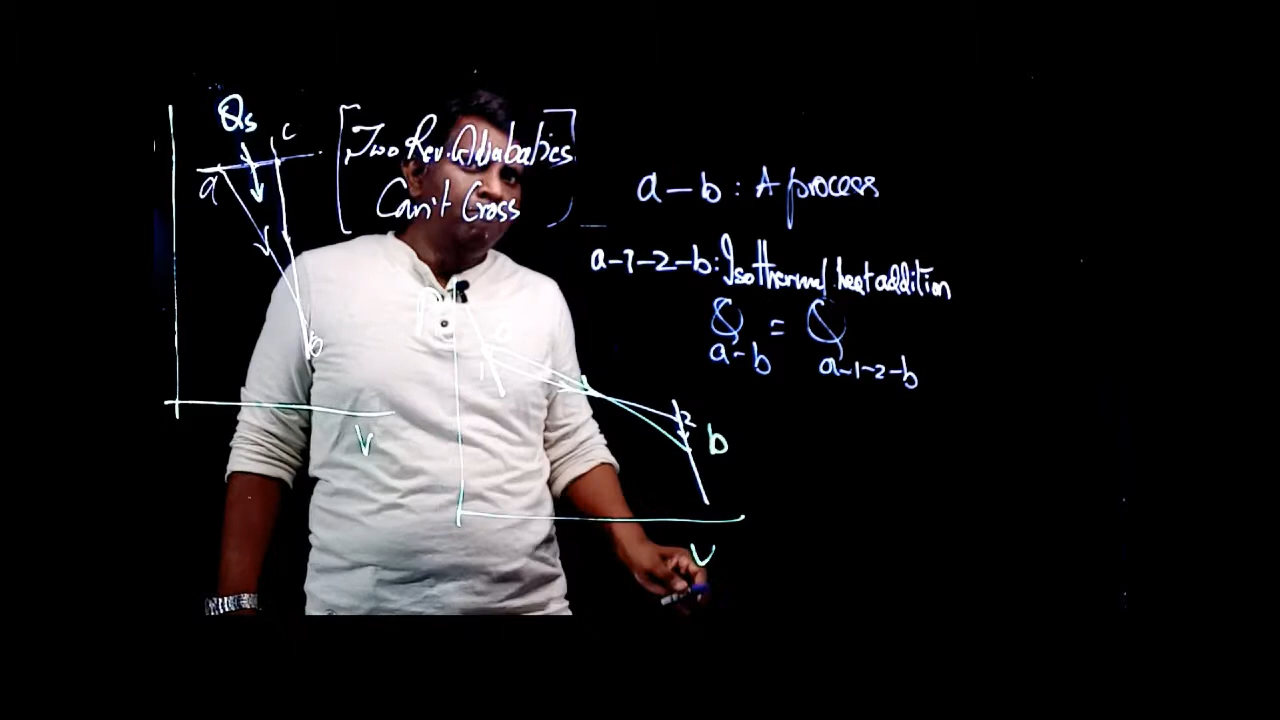 Qs
c
a
b
V
[Two Rev. Adiabatics
Can't Cross]
a-b : A process
a-1-2-b : Isothermal heat addition
Q = Q
a-b a-1-2-b
P
a
1
2
b
V